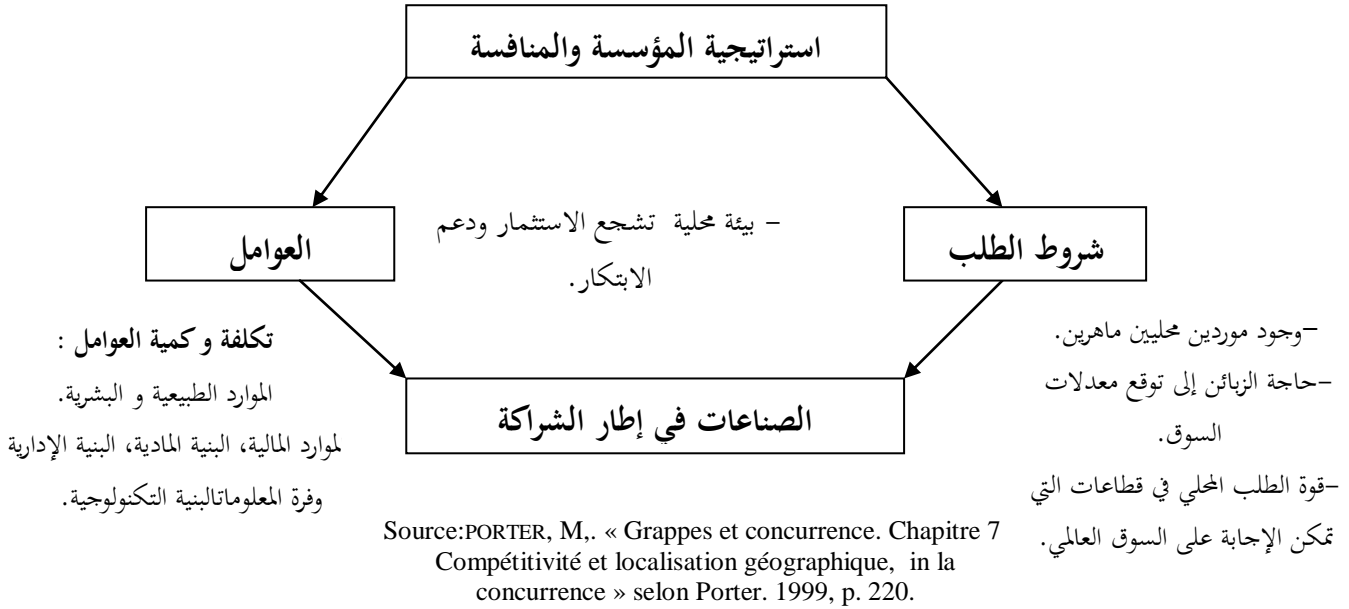 استراتيجية المؤسسة والمنافسة
شروط الطلب
العوامل
– بيئة محلية تشجع الاستثمار ودعم
الابتكار.
–وجود موردين محليين ماهرين.
–حاجة الزبائن إلى توقع معدلات
السوق.
–قوة الطلب المحلي في قطاعات التي
تمكن الإجابة على السوق العالمي.
تكلفة و كمية العوامل :
الموارد الطبيعية و البشرية.
لموارد المالية، البنية المادية، البنية الإدارية
وفرة المعلوماتالبنية التكنولوجية.
الصناعات في إطار الشراكة
Source:PORTER, M,. « Grappes et concurrence. Chapitre 7
Compétitivité et localisation géographique, in la
concurrence » selon Porter. 1999, p. 220.